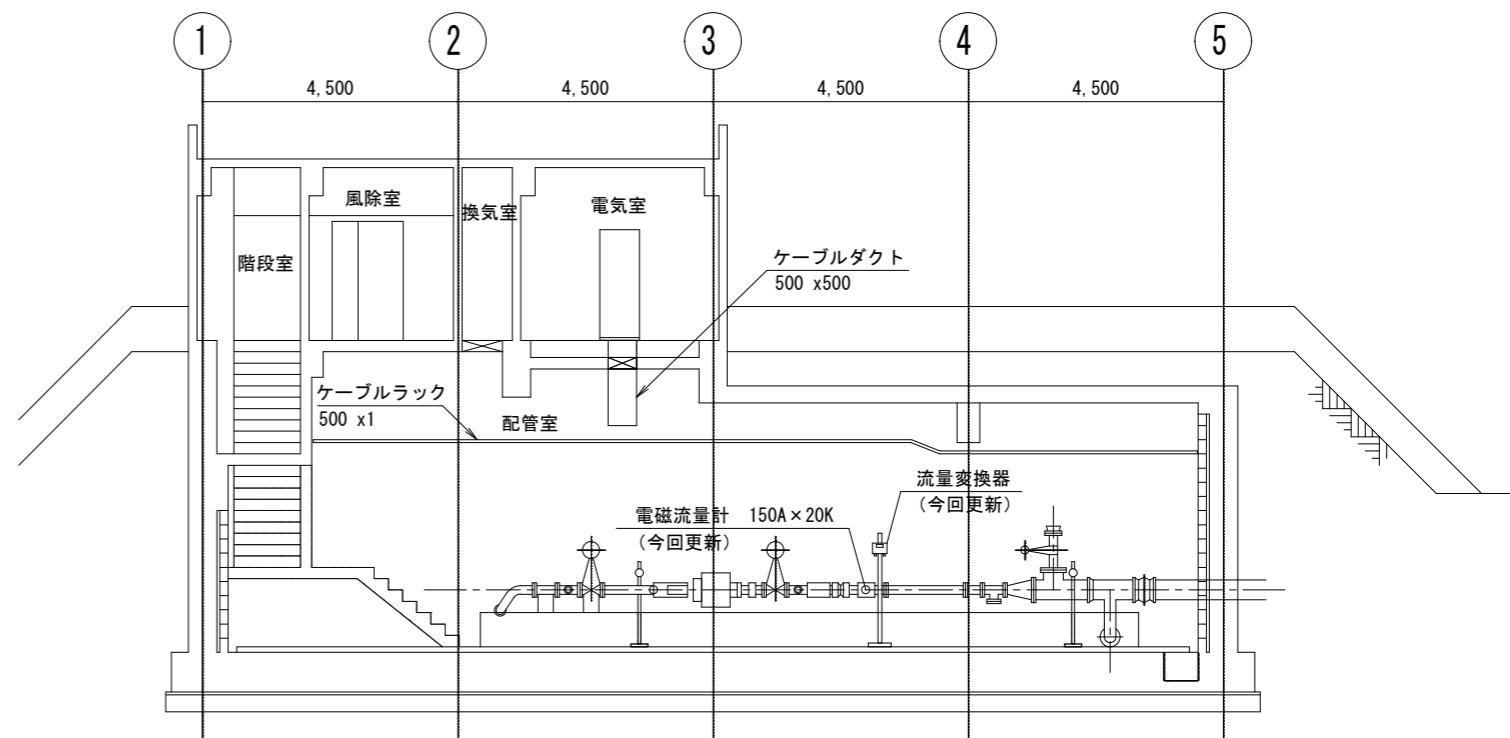 1 2 3 4 5
4,500 4,500 4,500 4,500
風除室
換気室
電気室
階段室
ケーブルダクト
500 x500
ケーブルラック
500 x1
配管室
流量変換器
(今回更新)
電磁流量計 150A×20K
(今回更新)